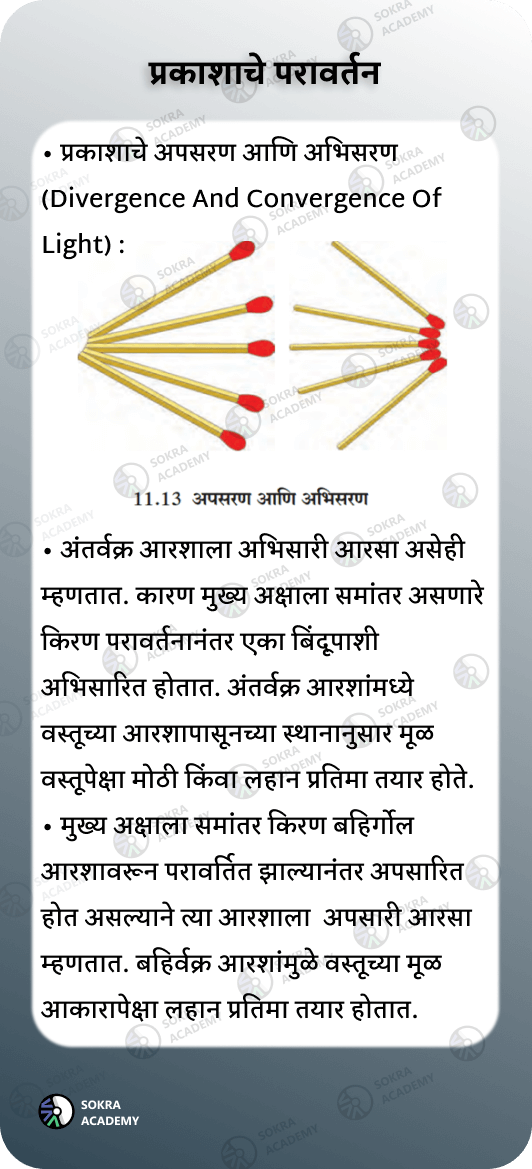 प्रकाशाचे परावर्तन
• प्रकाशाचे अपसरण आणि अभिसरण
(Divergence And Convergence Of
Light) :
11.13 अपसरण आणि अभिसरण
• अंतर्वक्र आरशाला अभिसारी आरसा असेही
म्हणतात. कारण मुख्य अक्षाला समांतर असणारे
किरण परावर्तनानंतर एका बिंदूपाशी
अभिसारित होतात. अंतर्वक्र आरशांमध्ये
वस्तूच्या आरशापासूनच्या स्थानानुसार मूळ
वस्तूपेक्षा मोठी किंवा लहान प्रतिमा तयार होते.
• मुख्य अक्षाला समांतर किरण बहिर्गोल
आरशावरून परावर्तित झाल्यानंतर अपसारित
होत असल्याने त्या आरशाला अपसारी आरसा
म्हणतात. बहिर्वक्र आरशांमुळे वस्तूच्या मूळ
आकारापेक्षा लहान प्रतिमा तयार होतात.
SOKRA
ACADEMY